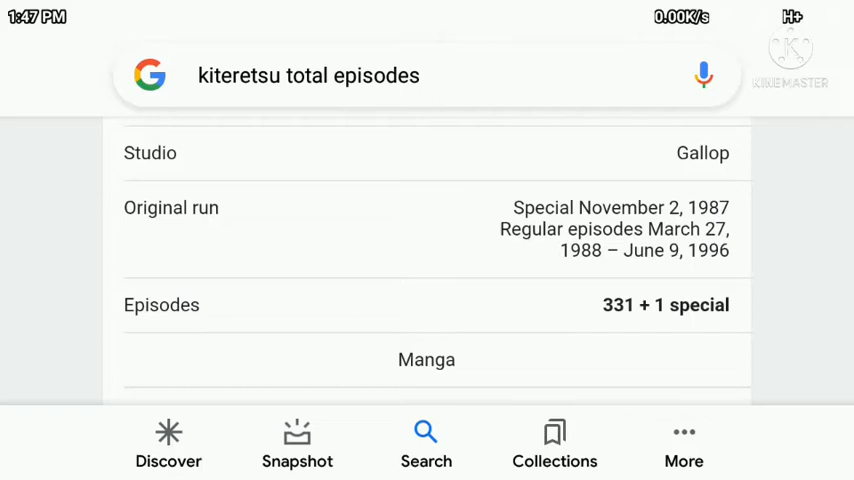 1:47 PM
0.00K/s
H+
kiteretsu total episodes
K
KINEMASTER
Studio
Gallop
Original run
Special November 2, 1987
Regular episodes March 27,
1988 – June 9, 1996
Episodes
331 + 1 special
Manga
Discover
Snapshot
Search
Collections
More